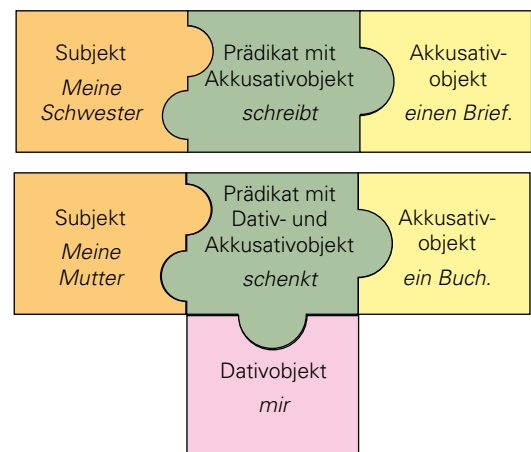 Subjekt
Meine
Schwester
Prädikat mit
Akkusativobjekt
schreibt
Akkusativ-
objekt
einen Brief.
Subjekt
Meine
Mutter
Prädikat mit
Dativ- und
Akkusativobjekt
schenkt
Akkusativ-
objekt
ein Buch.
Dativobjekt
mir